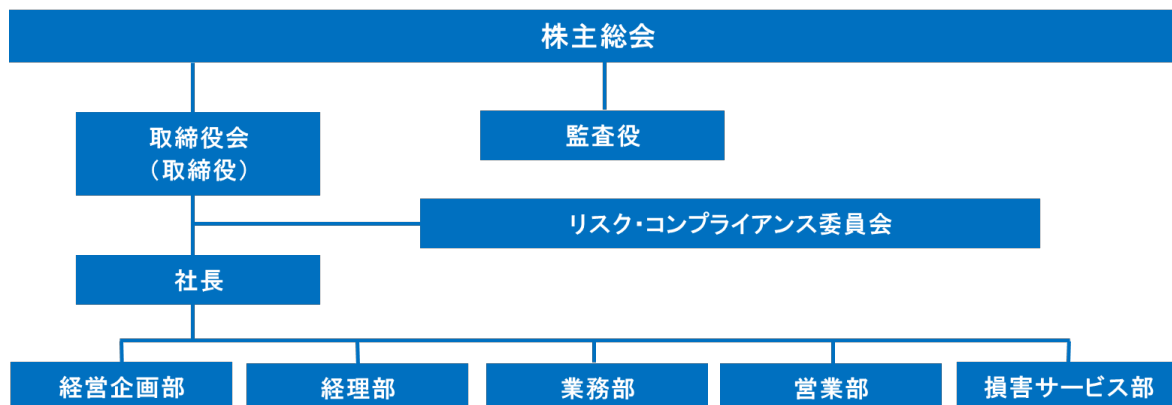 株主総会
取締役会
（取締役）
監査役
リスク・コンプライアンス委員会
社長
経営企画部
経理部
業務部
営業部
損害サービス部